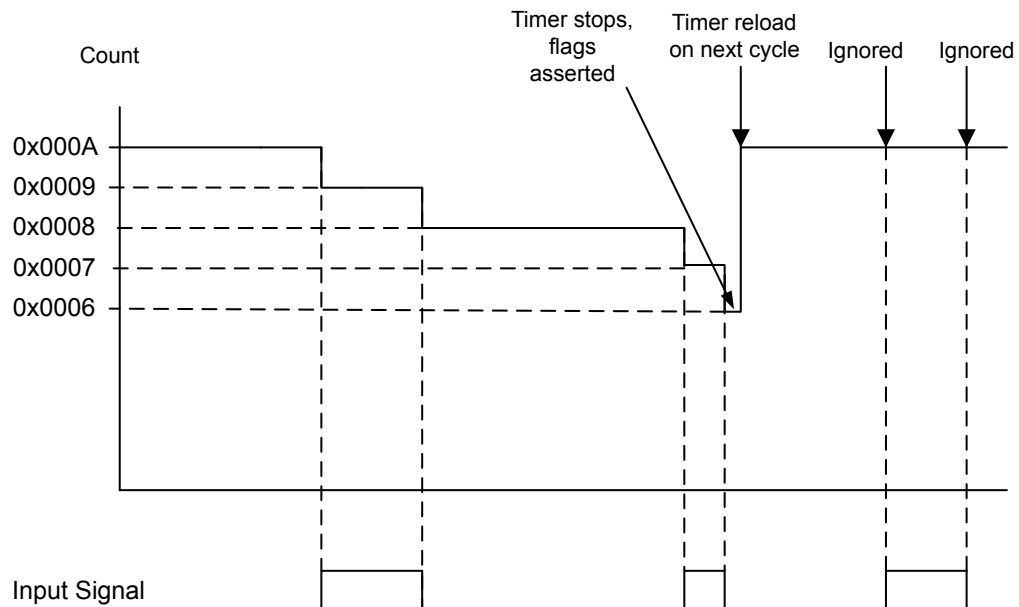 Timer stops,
flags
asserted
Timer reload
on next cycle
Ignored
Ignored
Count
0x000A
0x0009
0x0008
0x0007
0x0006
Input Signal